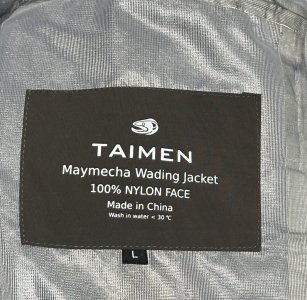 TAIMEN
Maymecha Wading Jacket
100% NYLON FACE
Made in China
Wash in water < 30 ℃
L